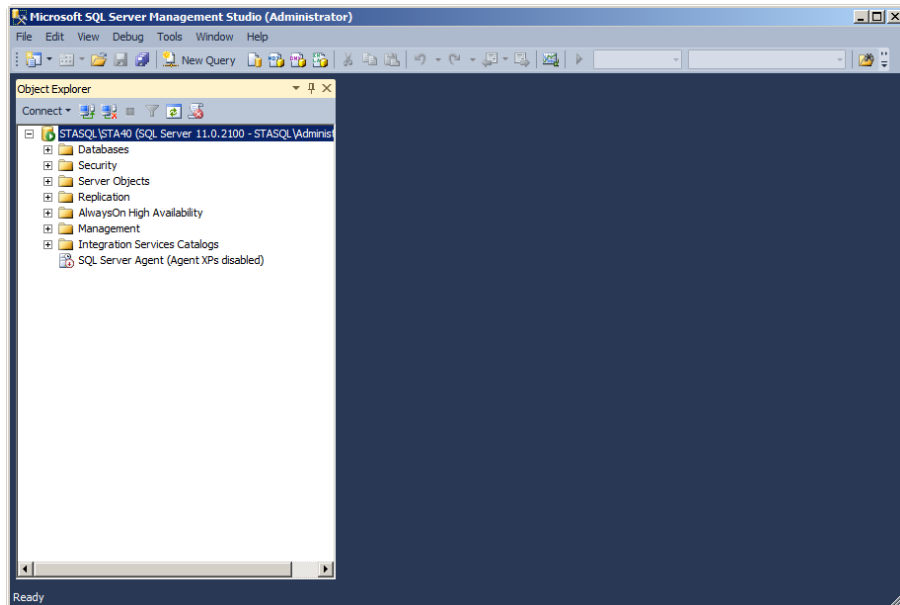 Microsoft SQL Server Management Studio (Administrator)
File Edit View Debug Tools Window Help
New Query
Object Explorer
Connect
STASQL\STA40 (SQL Server 11.0.2100 - STASQL\Administ
Databases
Security
Server Objects
Replication
AlwaysOn High Availability
Management
Integration Services Catalogs
SQL Server Agent (Agent XPs disabled)
Ready